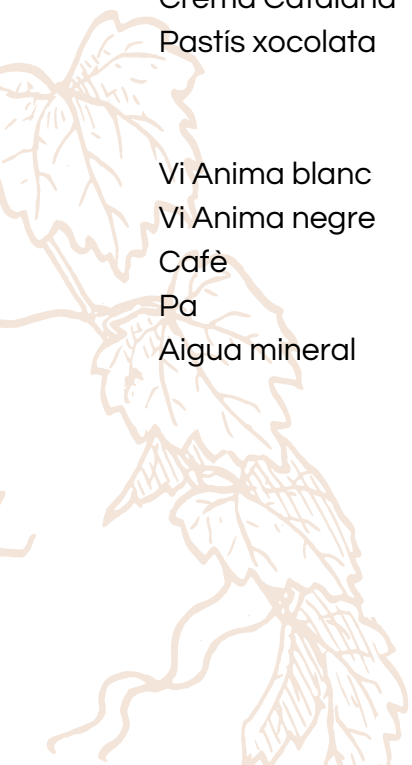 Crema Catalana
Pastís xocolata
Vi Anima blanc
Vi Anima negre
Cafè
Pa
Aigua mineral